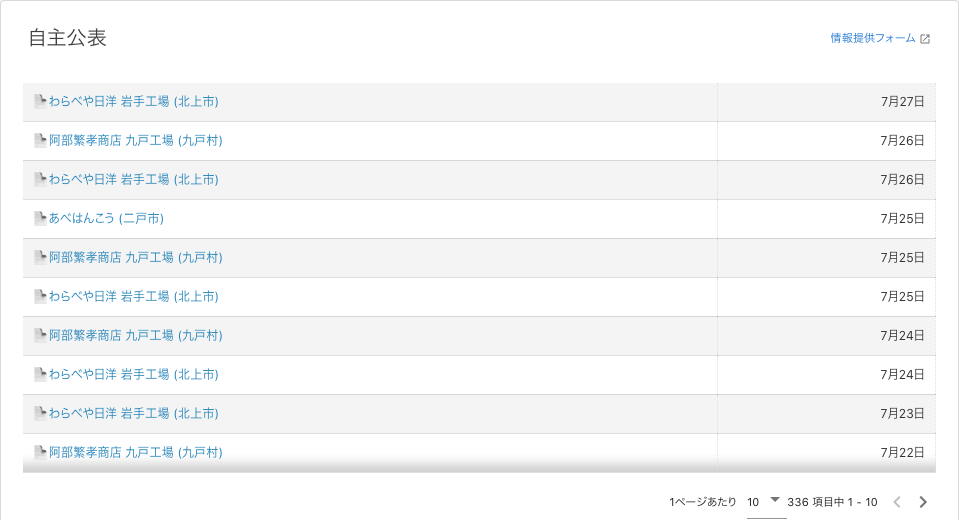 自主公表
情報提供フォーム
わらべや日洋 岩手工場 (北上市) 7月27日
阿部繁孝商店 九戸工場 (九戸村) 7月26日
わらべや日洋 岩手工場 (北上市) 7月26日
あべはんこう (二戸市) 7月25日
阿部繁孝商店 九戸工場 (九戸村) 7月25日
わらべや日洋 岩手工場 (北上市) 7月25日
阿部繁孝商店 九戸工場 (九戸村) 7月24日
わらべや日洋 岩手工場 (北上市) 7月24日
わらべや日洋 岩手工場 (北上市) 7月23日
阿部繁孝商店 九戸工場 (九戸村) 7月22日
1ページあたり 10 336 項目中 1 - 10